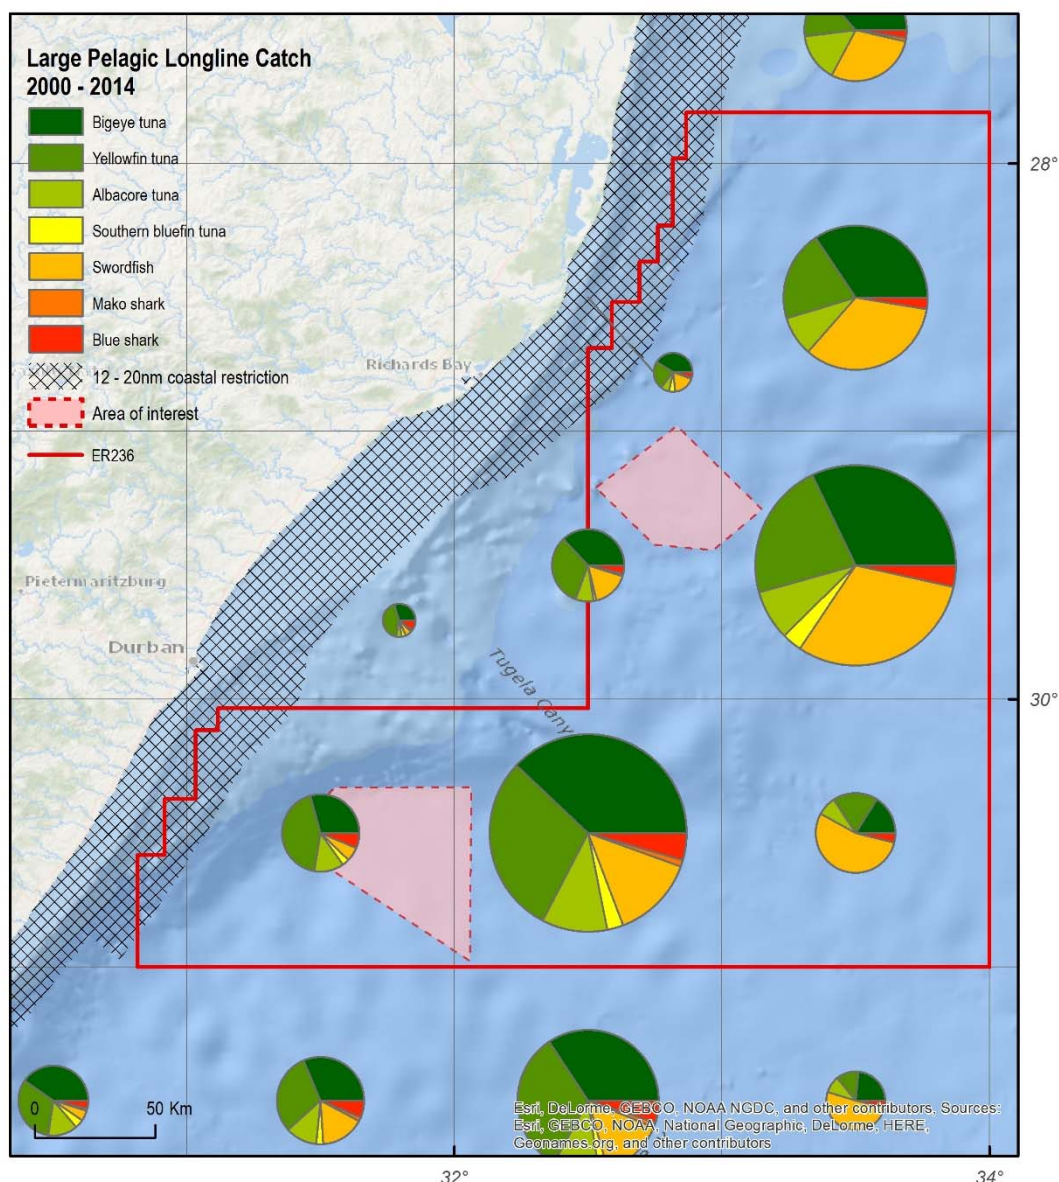 Large Pelagic Longline Catch
2000 - 2014
Bigeye tuna
Yellowfin tuna
Albacore tuna
Southern bluefin tuna
Swordfish
Mako shark
Blue shark
12 - 20nm coastal restriction
Area of interest
ER236
28°
Richards Bay
Pietermaritzburg
Durban
Tugela Cany
30°
0 50 Km
Esri, DeLorme, GEBCO, NOAA NGDC, and other contributors, Sources:
Esri, GEBCO, NOAA, National Geographic, DeLorme, HERE,
Geonames.org, and other contributors
32° 34°